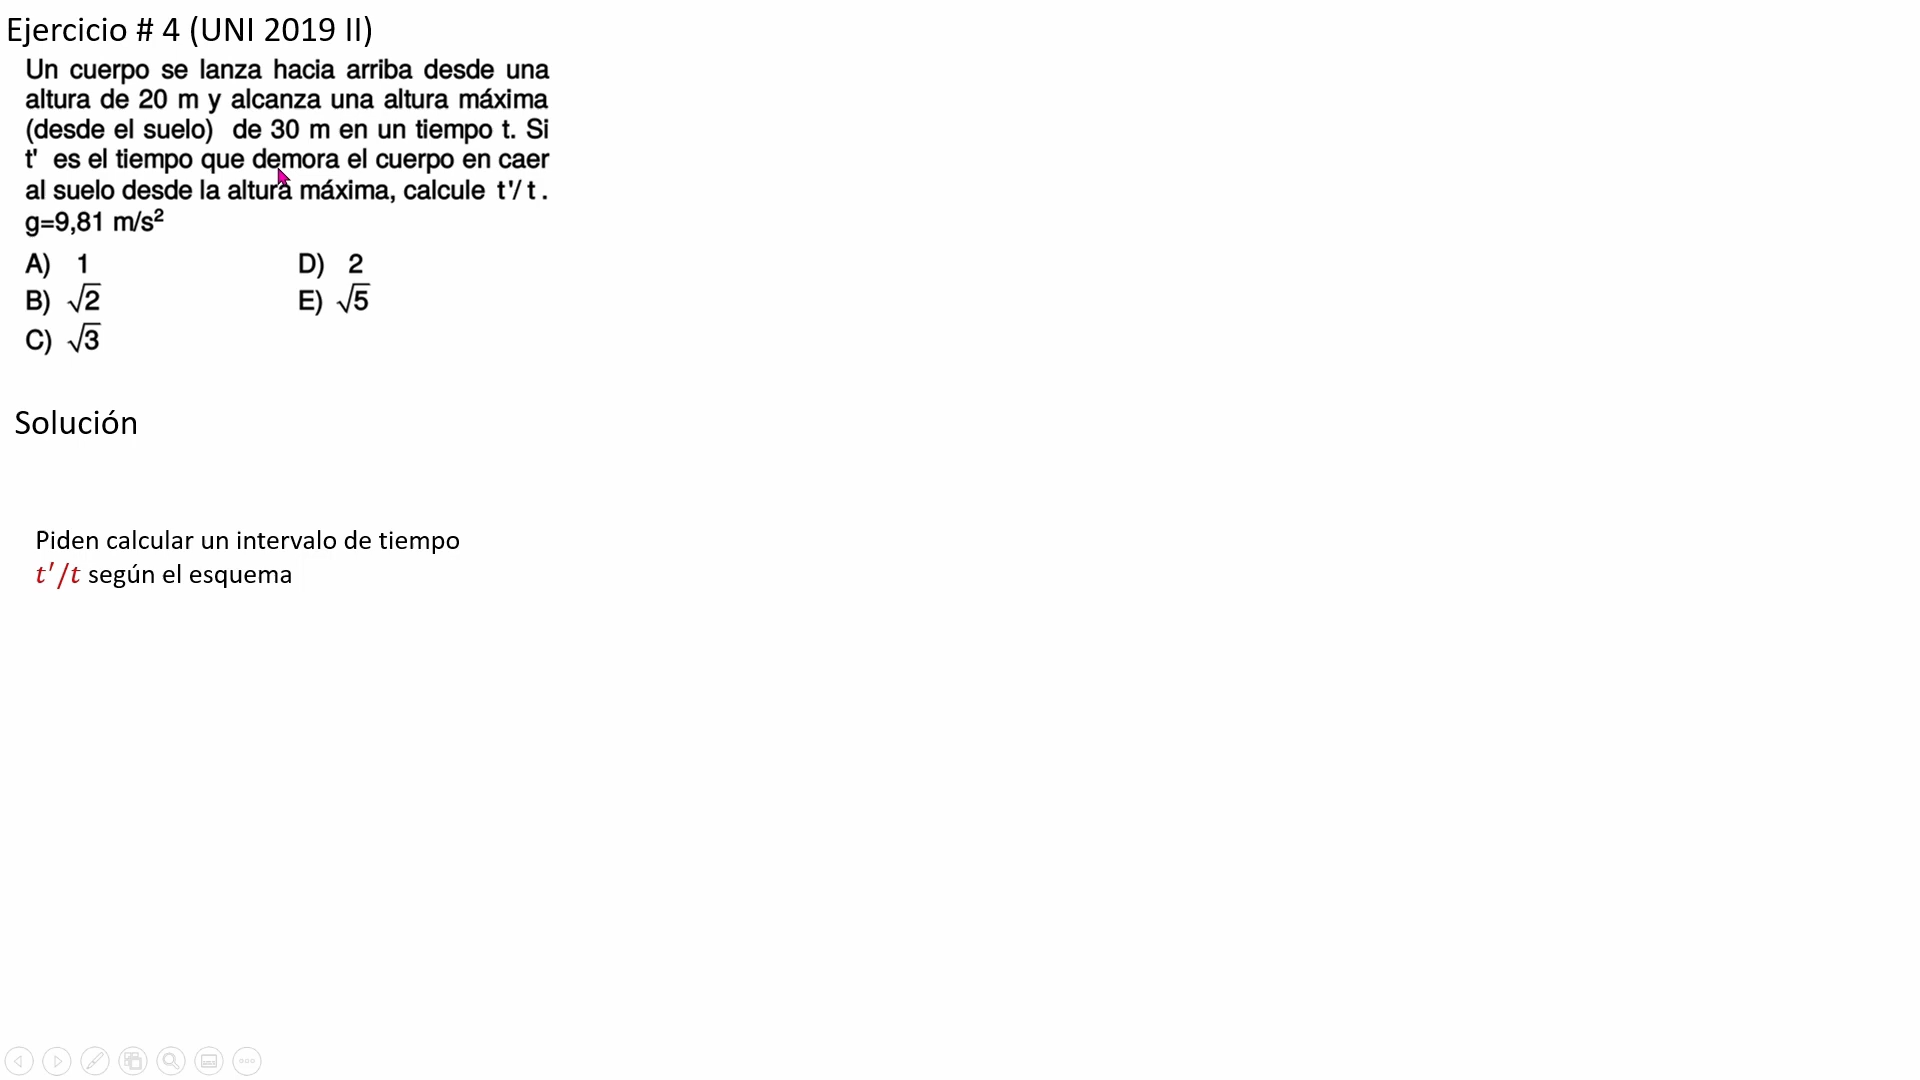 Ejercicio # 4 (UNI 2019 II)
Un cuerpo se lanza hacia arriba desde una
altura de 20 m y alcanza una altura máxima
(desde el suelo) de 30 m en un tiempo t. Si
t' es el tiempo que demora el cuerpo en caer
al suelo desde la altura máxima, calcule t'/t.
g=9,81 m/s²
A) 1
B) √2
C) √3
D) 2
E) √5
Solución
Piden calcular un intervalo de tiempo
t′/t según el esquema